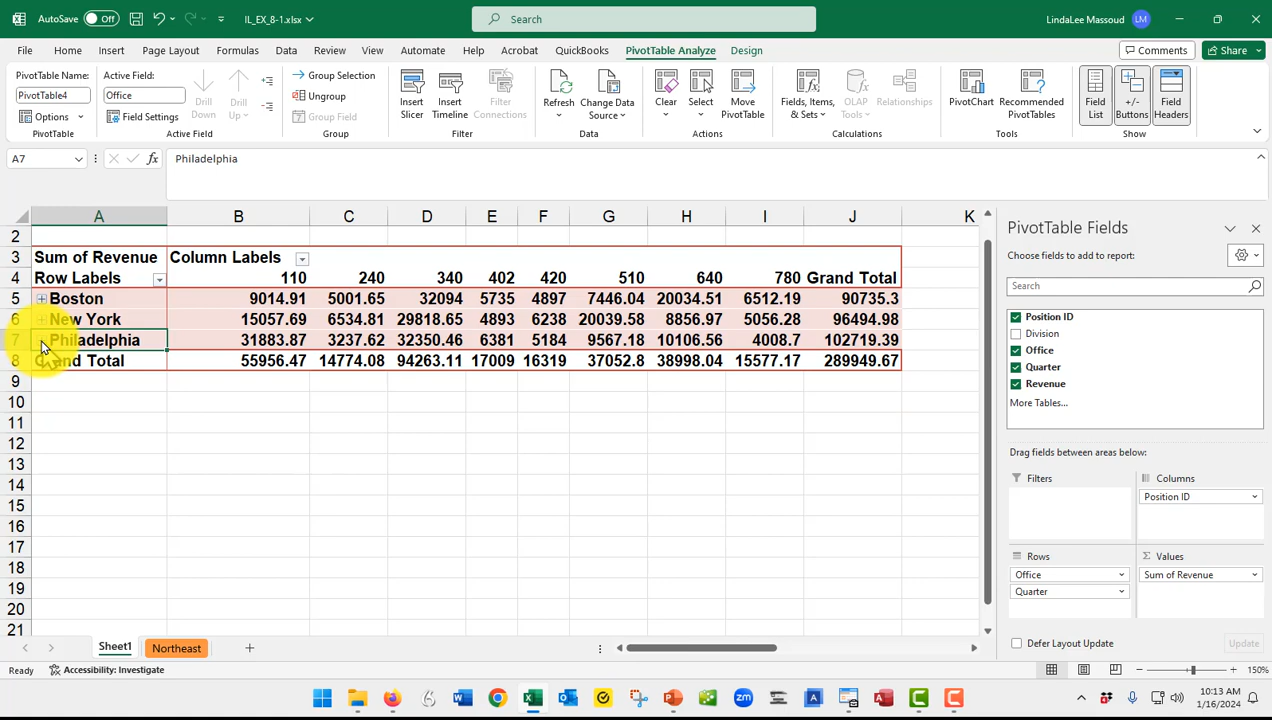 AutoSave Off IL_EX_8-1.xlsx Search LindaLee Massoud LM
File Home Insert Page Layout Formulas Data Review View Automate Help Acrobat QuickBooks PivotTable Analyze Design Comments Share
PivotTable Name:
PivotTable4
Options
PivotTable
Active Field:
Office
Field Settings
Drill Down
Drill Up
Active Field
Group Selection
Ungroup
Group Field
Group
Insert Slicer
Insert Timeline
Filter Connections
Filter
Refresh
Change Data Source
Data
Clear
Select
Move PivotTable
Actions
Fields, Items, & Sets
OLAP Tools
Relationships
Calculations
PivotChart
Recommended PivotTables
Tools
Field List
+/- Buttons
Field Headers
Show
A7 fx Philadelphia
A B C D E F G H I J K
2
3 Sum of Revenue Column Labels
4 Row Labels 110 240 340 402 420 510 640 780 Grand Total
5 Boston 9014.91 5001.65 32094 5735 4897 7446.04 20034.51 6512.19 90735.3
6 New York 15057.69 6534.81 29818.65 4893 6238 20039.58 8856.97 5056.28 96494.98
7 Philadelphia 31883.87 3237.62 32350.46 6381 5184 9567.18 10106.56 4008.7 102719.39
8 Grand Total 55956.47 14774.08 94263.11 17009 16319 37052.8 38998.04 15577.17 289949.67
9
10
11
12
13
14
15
16
17
18
19
20
21
PivotTable Fields
Choose fields to add to report:
Search
Position ID
Division
Office
Quarter
Revenue
More Tables...
Drag fields between areas below:
Filters Columns
Position ID
Rows Values
Office Sum of Revenue
Quarter
Defer Layout Update Update
Sheet1 Northeast
Ready Accessibility: Investigate 150%
10:13 AM
1/16/2024